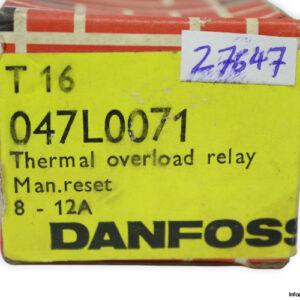 27647
T 16
047L0071
Thermal overload relay
Man.reset
8 - 12A
DANFOSS